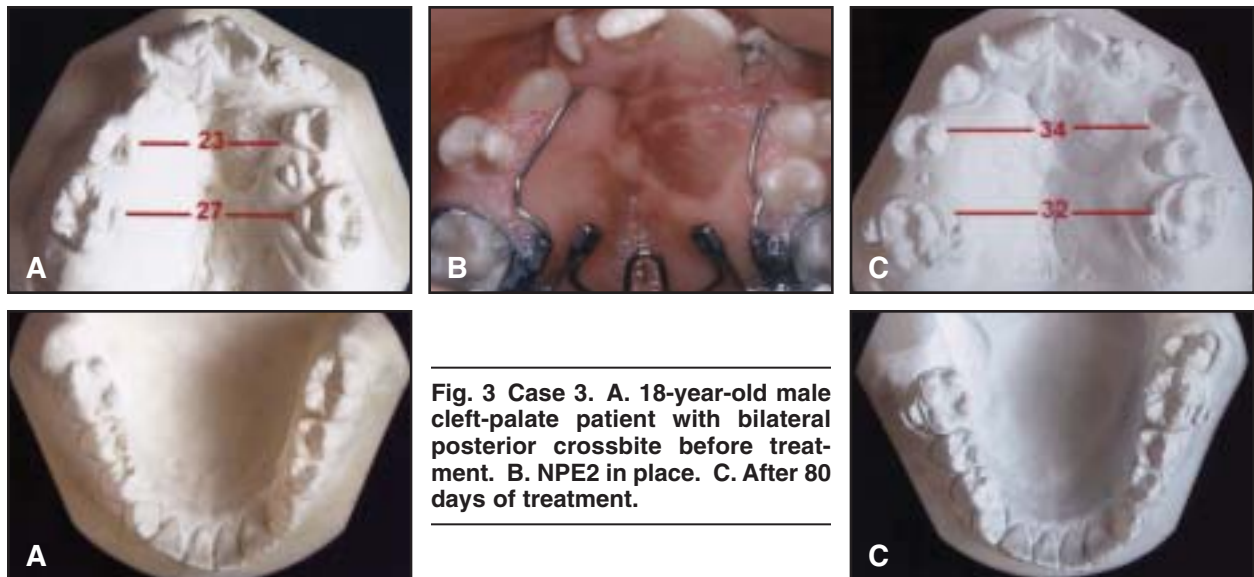 23
27
A
B
34
32
C
A
Fig. 3 Case 3. A. 18-year-old male
cleft-palate patient with bilateral
posterior crossbite before treat-
ment. B. NPE2 in place. C. After 80
days of treatment.
C